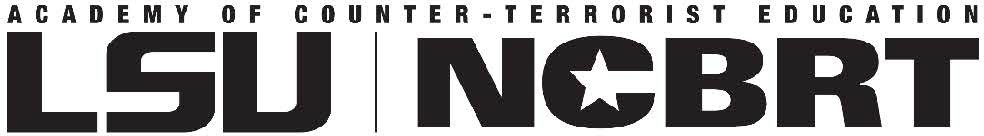 ACADEMY OF COUNTER-TERRORIST EDUCATION
LSU | NCBRT